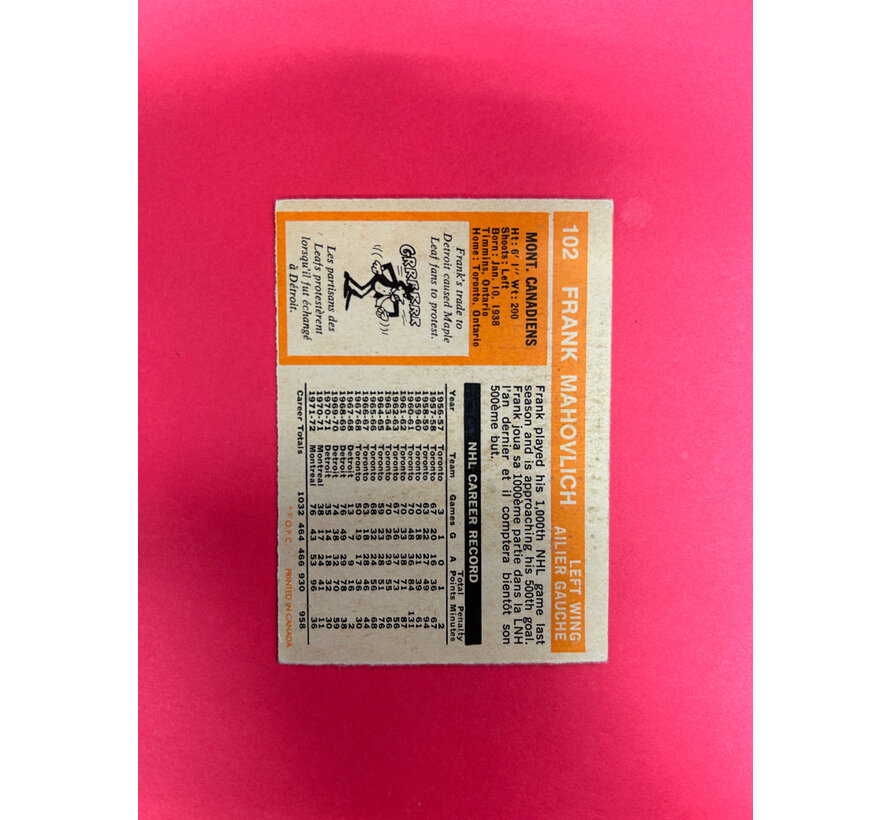 102 FRANK MAHOVLICH LEFT WING
AILIER GAUCHE
MONT. CANADIENS
Ht: 6' 1" Wt: 200
Shoots: Left
Born: Jan. 10, 1938
Timmins, Ontario
Home: Toronto, Ontario
Frank's trade to
Detroit caused Maple
Leaf fans to protest.
GRRRRRRR
Les partisans des
Leafs protestèrent
lorsqu'il fut échangé
à Détroit.
Frank played his 1,000th NHL game last
season and is approaching his 500th goal.
Frank joua sa 1000ème partie dans la LNH
l'an dernier et il comptera bientôt son
500ème but.
NHL CAREER RECORD
Total Penalty
Year Team Games G A Points Minutes
1956-57 Toronto 3 1 0 1 2
1957-58 Toronto 67 20 16 36 67
1958-59 Toronto 63 22 27 49 94
1959-60 Toronto 70 18 21 39 61
1960-61 Toronto 70 48 36 84 131
1961-62 Toronto 70 33 38 71 87
1962-63 Toronto 67 36 37 73 56
1963-64 Toronto 70 26 29 55 66
1964-65 Toronto 59 23 28 51 76
1965-66 Toronto 68 32 24 56 68
1966-67 Toronto 63 18 28 46 44
1967-68 Toronto 50 19 17 36 30
1967-68 Detroit 13 7 9 16 2
1968-69 Detroit 76 49 29 78 38
1969-70 Detroit 74 38 32 70 59
1970-71 Detroit 35 14 18 32 30
1970-71 Montreal 38 17 24 41 11
1971-72 Montreal 76 43 53 96 36
Career Totals 1032 464 466 930 958
**© O.P.C. PRINTED IN CANADA